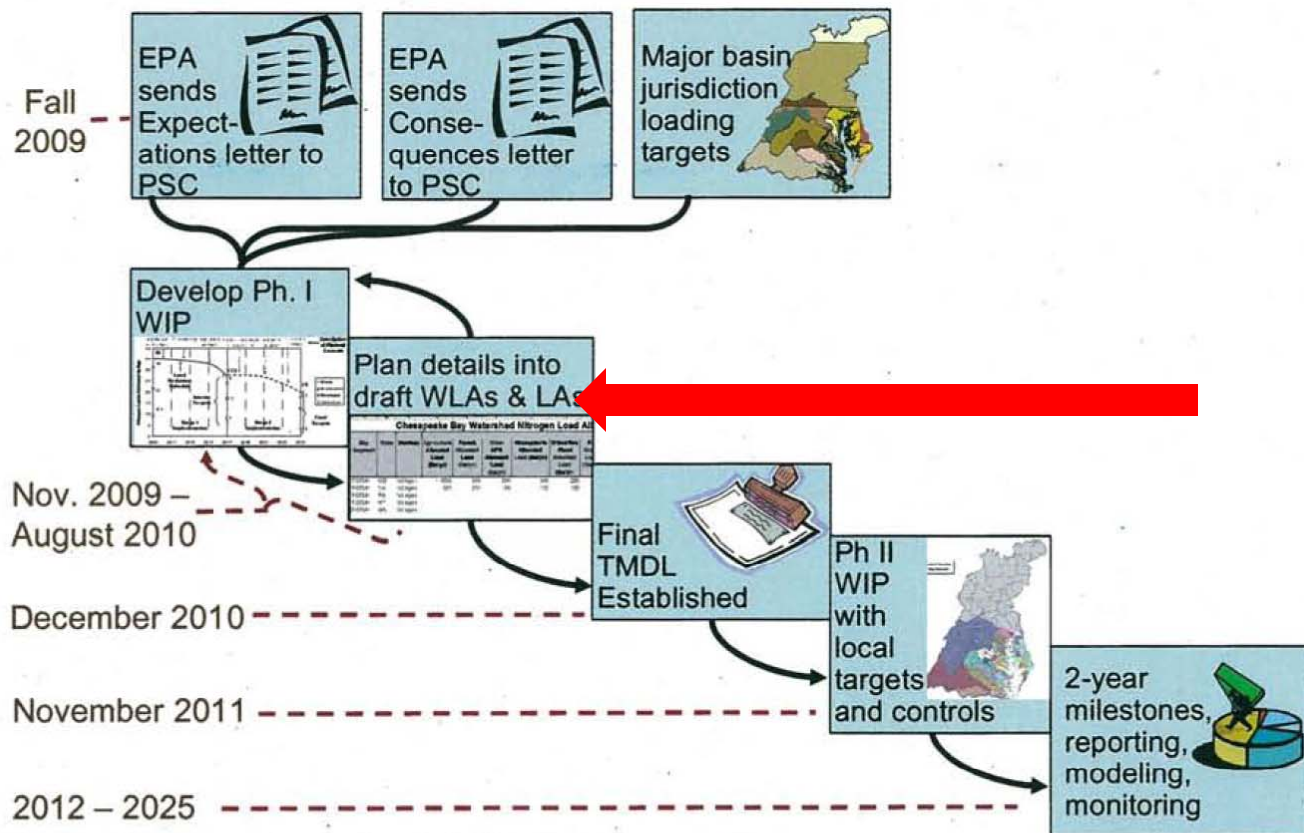 Fall
2009
EPA
sends
Expect-
ations letter to
PSC
EPA
sends
Conse-
quences letter
to PSC
Major basin
jurisdiction
loading
targets
Develop Ph. I
WIP
Plan details into
draft WLAs & LAs
Chesapeake Bay Watershed Nitrogen Load
Nov. 2009 –
August 2010
Final
TMDL
Established
December 2010
Ph II
WIP
with
local
targets
and controls
November 2011
2-year
milestones,
reporting,
modeling,
monitoring
2012 – 2025